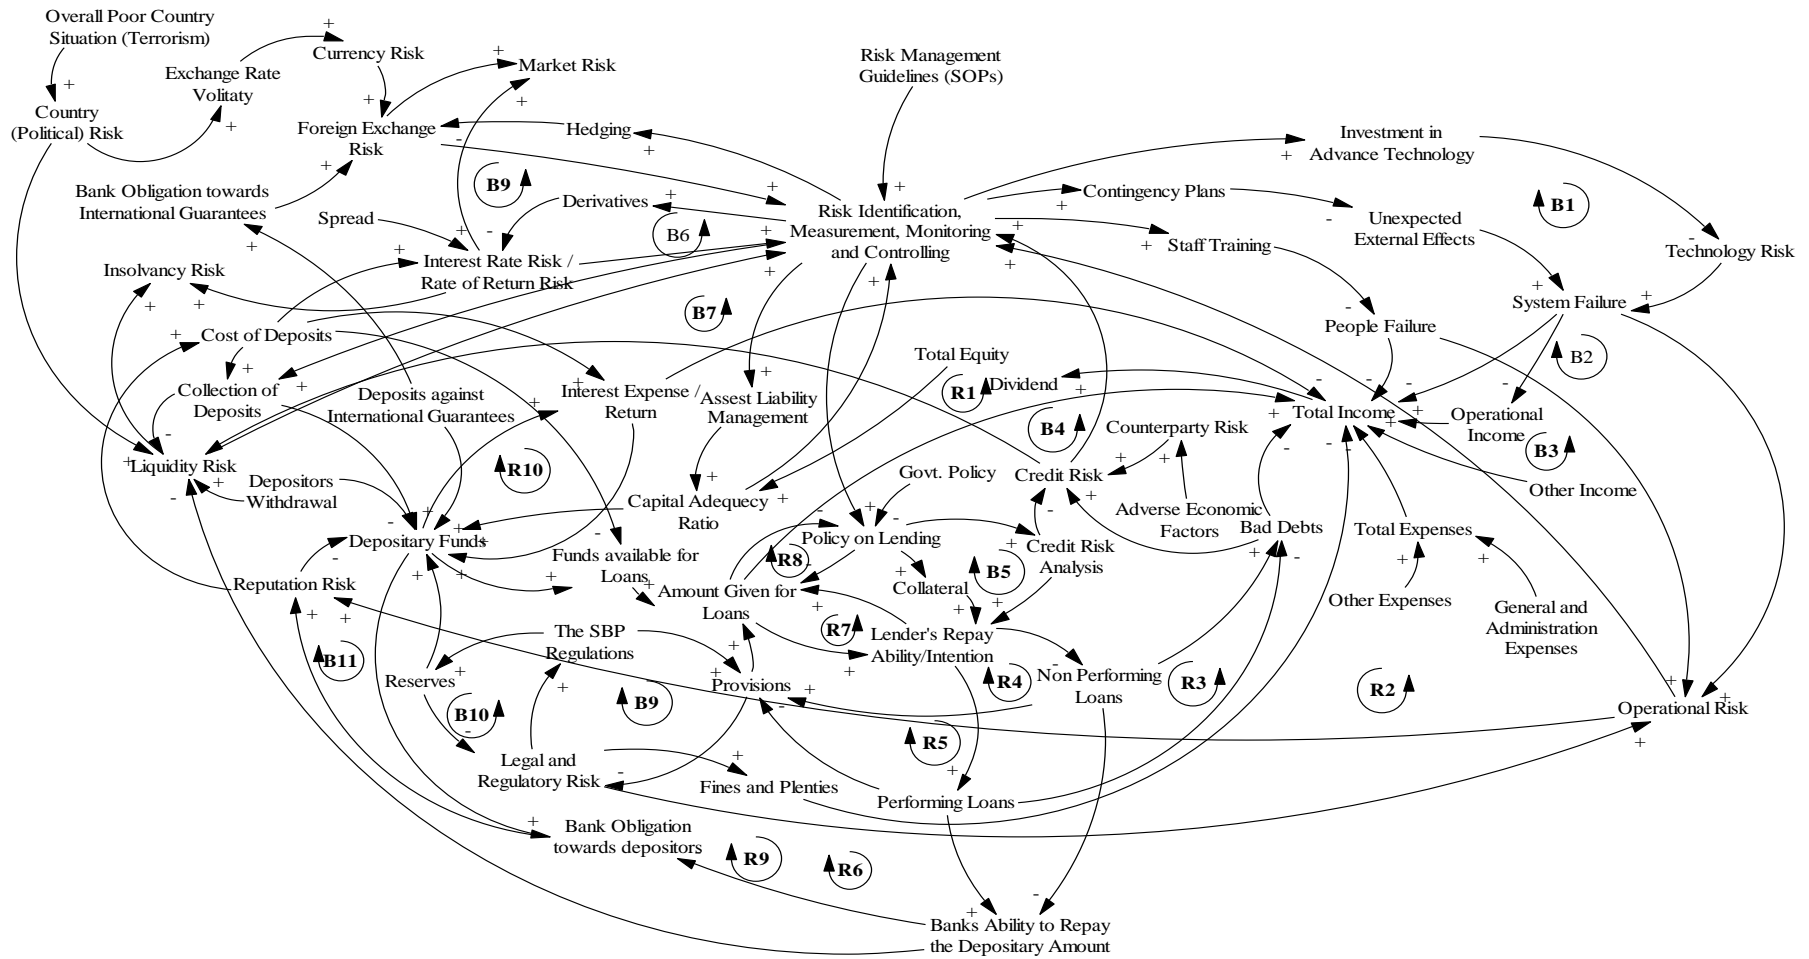 Overall Poor Country
Situation (Terrorism)
Exchange Rate
Volitaty
Currency Risk
Market Risk
Risk Management
Guidelines (SOPs)
Country
(Political) Risk
Foreign Exchange
Risk
Hedging
Investment in
Advance Technology
Bank Obligation towards
International Guarantees
Spread
B9
Derivatives
B6
Risk Identification,
Measurement, Monitoring
and Controlling
Contingency Plans
Unexpected
External Effects
B1
Staff Training
Technology Risk
Insolvancy Risk
Interest Rate Risk /
Rate of Return Risk
System Failure
B7
People Failure
Cost of Deposits
B2
Total Equity
Collection of
Deposits
Deposits against
International Guarantees
Interest Expense /
Return
Assest Liability
Management
R1
Dividend
Total Income
Operational
Income
B4
Counterparty Risk
B3
Liquidity Risk
R10
Depositors
Withdrawal
Govt. Policy
Credit Risk
Other Income
Capital Adequecy
Ratio
Adverse Economic
Factors
Bad Debts
Total Expenses
Depositary Funds
Funds available for
Loans
Policy on Lending
Credit Risk
Analysis
R8
B5
Reputation Risk
Amount Given for
Loans
Collateral
Other Expenses
General and
Administration
Expenses
R7
Lender's Repay
Ability/Intention
The SBP
Regulations
B11
Reserves
Provisions
R4
Non Performing
Loans
R3
R2
B9
B10
Operational Risk
R5
Legal and
Regulatory Risk
Fines and Plenties
Performing Loans
Bank Obligation
towards depositors
R9
R6
Banks Ability to Repay
the Depositary Amount